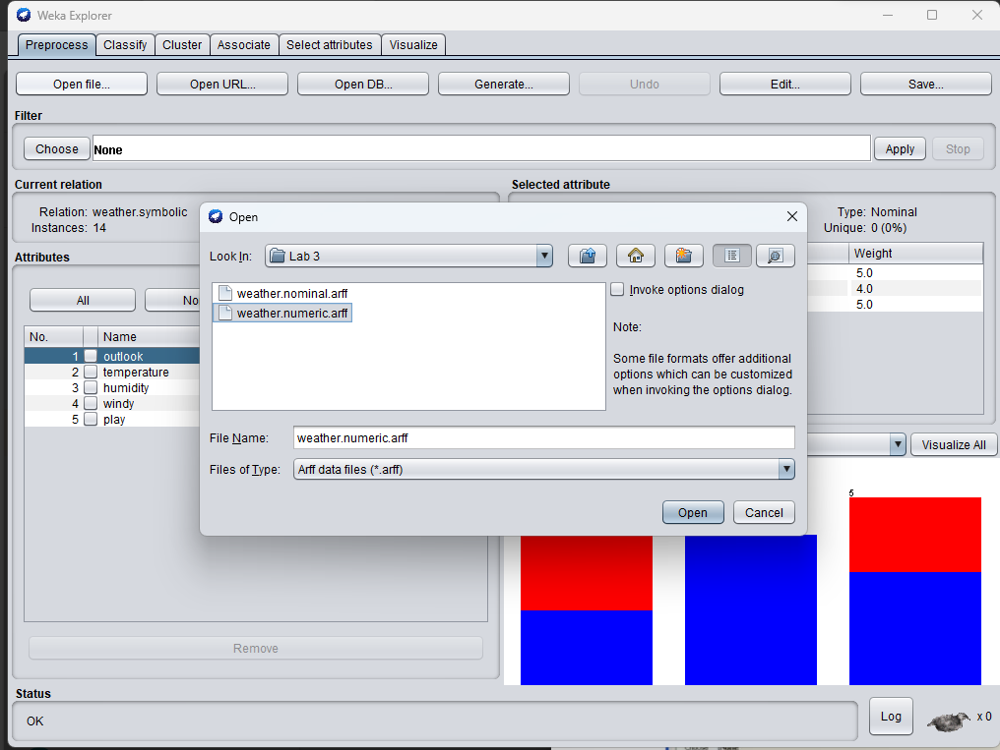 Weka Explorer
Preprocess Classify Cluster Associate Select attributes Visualize
Open file... Open URL... Open DB... Generate... Undo Edit... Save...
Filter
Choose None Apply Stop
Current relation
Relation: weather.symbolic
Instances: 14
Selected attribute
Type: Nominal
Unique: 0 (0%)
Attributes
All No
No. Name
1 outlook
2 temperature
3 humidity
4 windy
5 play
Remove
Weight
5.0
4.0
5.0
Visualize All
5
Open
Look In: Lab 3
weather.nominal.arff
weather.numeric.arff
Invoke options dialog
Note:
Some file formats offer additional
options which can be customized
when invoking the options dialog.
File Name: weather.numeric.arff
Files of Type: Arff data files (*.arff)
Open Cancel
Status
OK
Log x 0